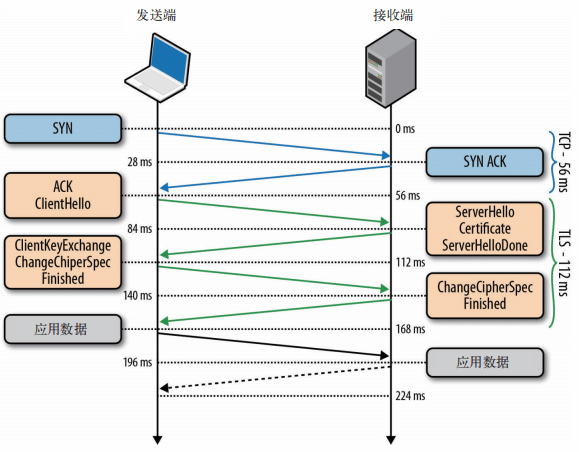 发送端
接收端
SYN
0 ms
28 ms
SYN ACK
TCP - 56 ms
ACK
ClientHello
56 ms
84 ms
ServerHello
Certificate
ServerHelloDone
TLS - 112 ms
ClientKeyExchange
ChangeChiperSpec
Finished
112 ms
140 ms
ChangeCipherSpec
Finished
应用数据
168 ms
196 ms
应用数据
224 ms